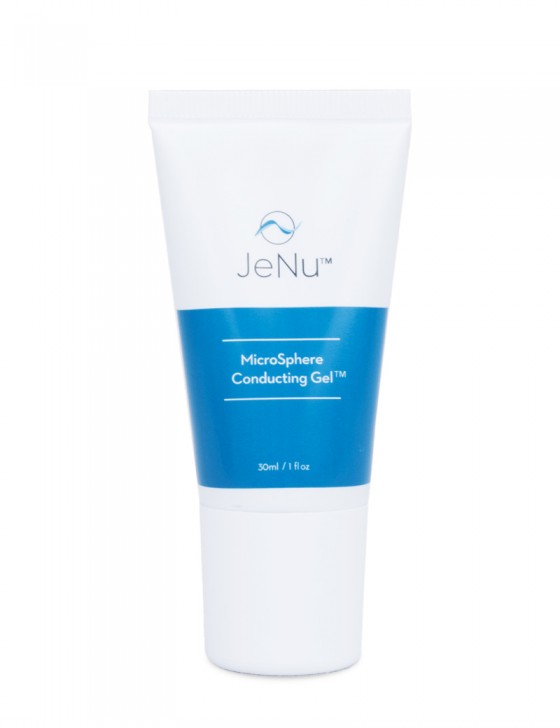 JeNu™
MicroSphere
Conducting Gel™
30ml / 1 fl oz